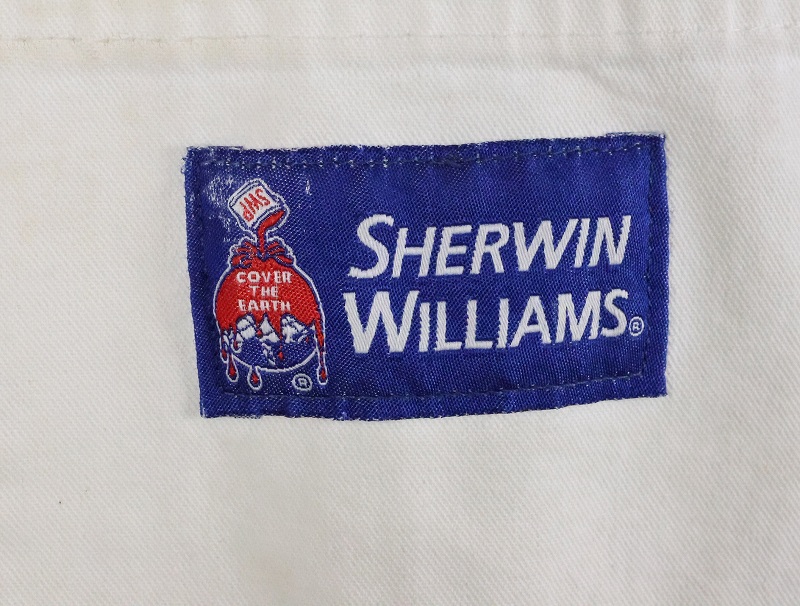 SWP
COVER
THE
EARTH
®
SHERWIN
WILLIAMS®